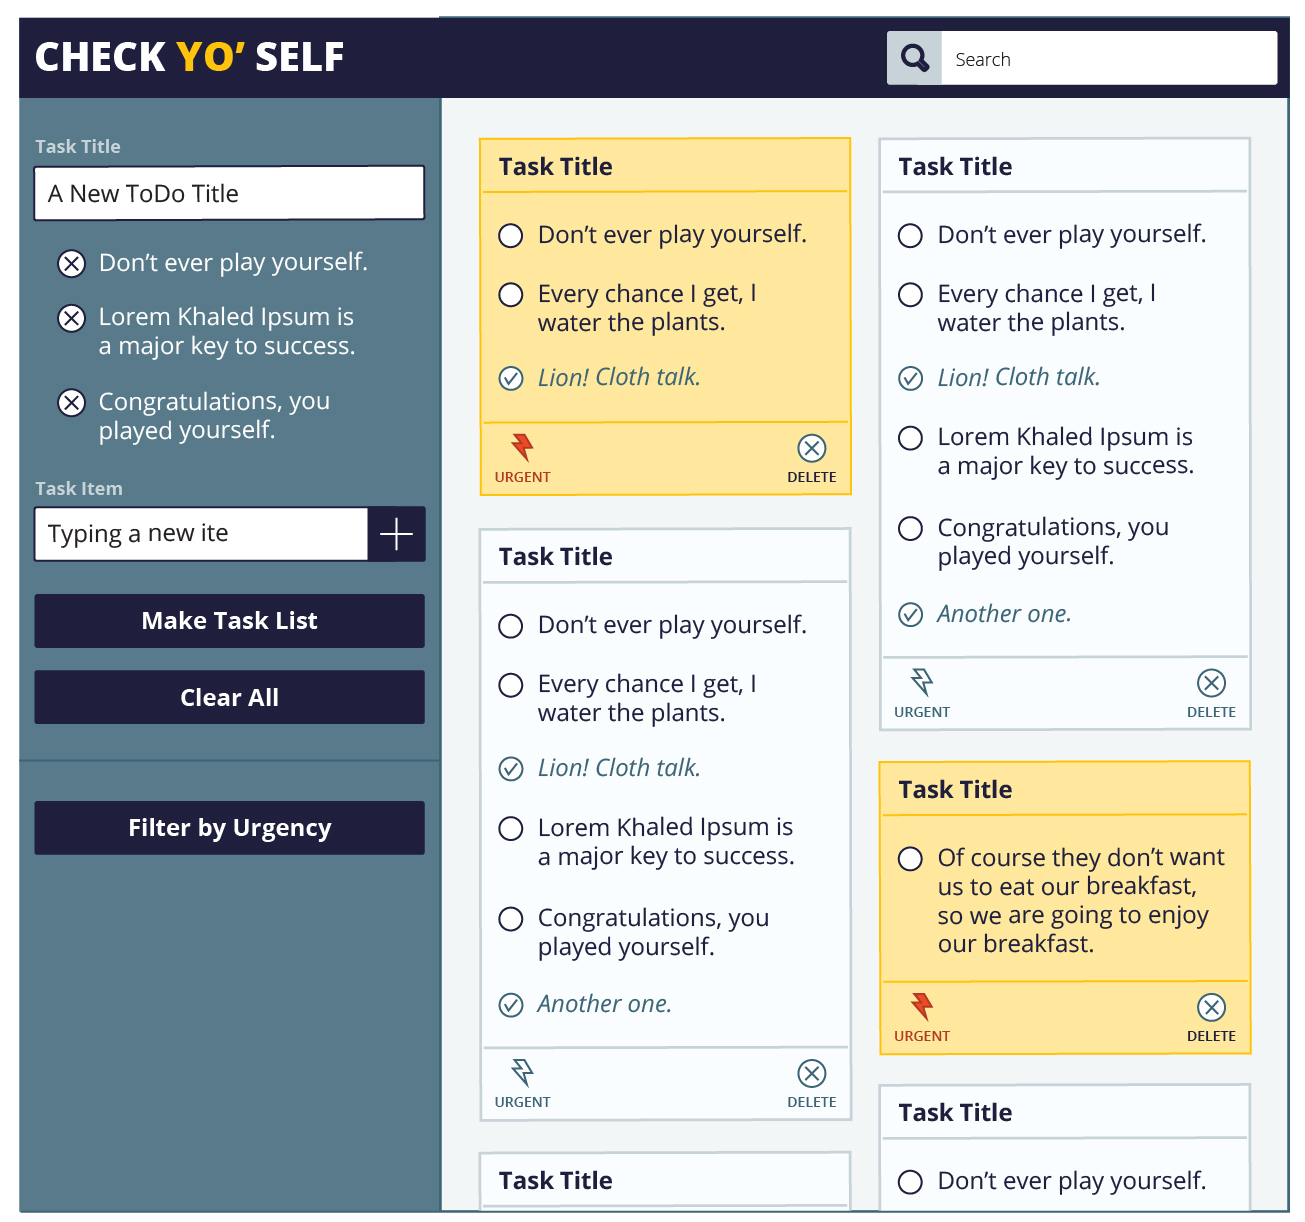 CHECK YO’ SELF
Search
Task Title
A New ToDo Title
Don’t ever play yourself.
Lorem Khaled Ipsum is
a major key to success.
Congratulations, you
played yourself.
Task Item
Typing a new ite
Make Task List
Clear All
Filter by Urgency
Task Title
Don’t ever play yourself.
Every chance I get, I
water the plants.
Lion! Cloth talk.
URGENT
DELETE
Task Title
Don’t ever play yourself.
Every chance I get, I
water the plants.
Lion! Cloth talk.
Lorem Khaled Ipsum is
a major key to success.
Congratulations, you
played yourself.
Another one.
URGENT
DELETE
Task Title
Task Title
Don’t ever play yourself.
Every chance I get, I
water the plants.
Lion! Cloth talk.
Lorem Khaled Ipsum is
a major key to success.
Congratulations, you
played yourself.
Another one.
URGENT
DELETE
Task Title
Of course they don’t want
us to eat our breakfast,
so we are going to enjoy
our breakfast.
URGENT
DELETE
Task Title
Don’t ever play yourself.